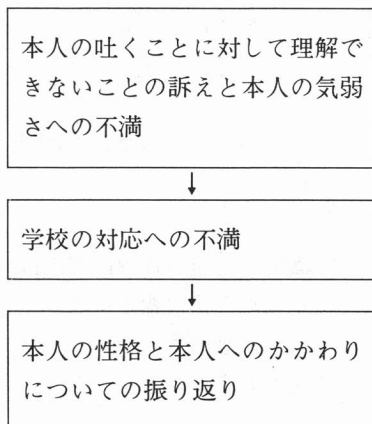 本人の吐くことに対して理解で
きないことの訴えと本人の気弱
さへの不満
学校の対応への不満
本人の性格と本人へのかかわり
についての振り返り